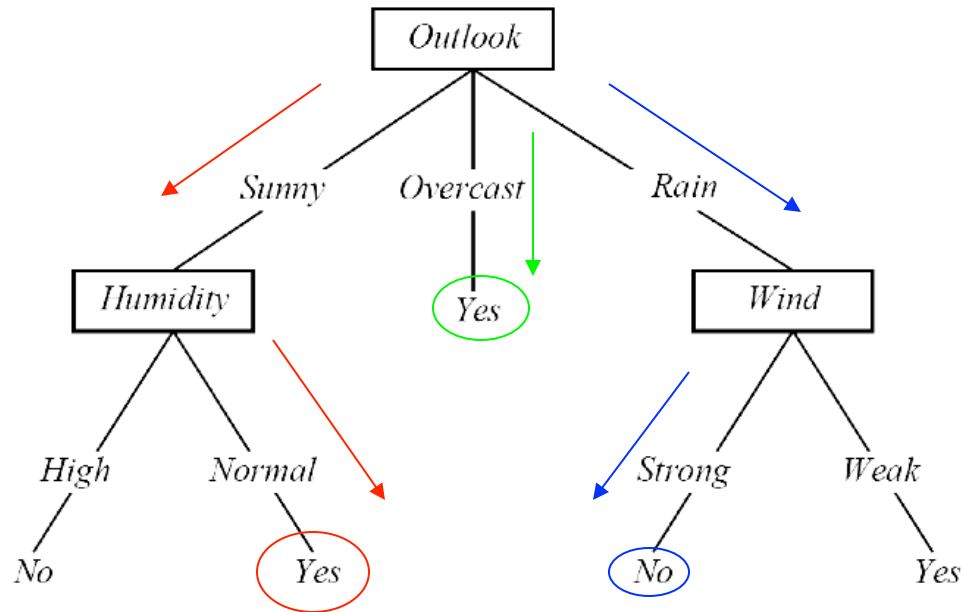 Outlook
Sunny Overcast Rain
Humidity Yes Wind
High Normal Strong Weak
No Yes No Yes